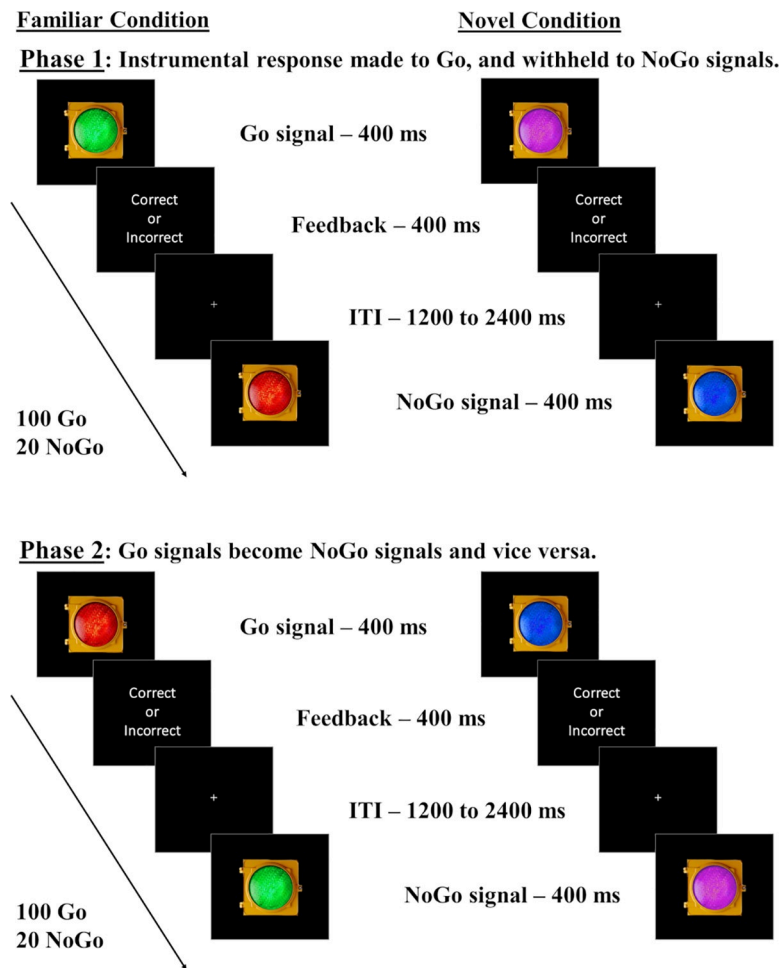 Familiar Condition
Novel Condition
Phase 1: Instrumental response made to Go, and withheld to NoGo signals.
Go signal – 400 ms
Correct
or
Incorrect
Feedback – 400 ms
Correct
or
Incorrect
ITI – 1200 to 2400 ms
NoGo signal – 400 ms
100 Go
20 NoGo
Phase 2: Go signals become NoGo signals and vice versa.
Go signal – 400 ms
Correct
or
Incorrect
Feedback – 400 ms
Correct
or
Incorrect
ITI – 1200 to 2400 ms
NoGo signal – 400 ms
100 Go
20 NoGo